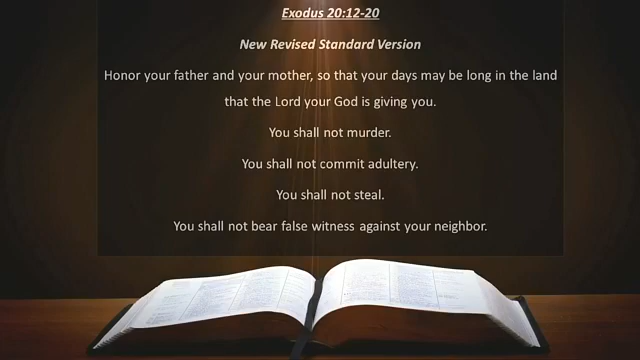 Exodus 20:12-20
New Revised Standard Version
Honor your father and your mother, so that your days may be long in the land
that the Lord your God is giving you.
You shall not murder.
You shall not commit adultery.
You shall not steal.
You shall not bear false witness against your neighbor.